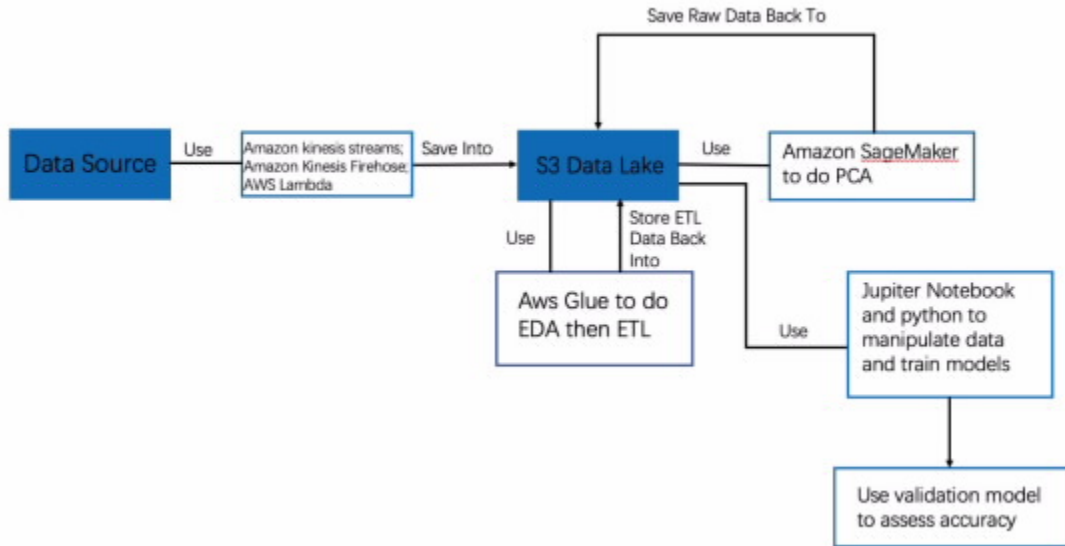 Save Raw Data Back To
Data Source
Use
Amazon kinesis streams;
Amazon Kinesis Firehose;
AWS Lambda
Save Into
S3 Data Lake
Use
Amazon SageMaker
to do PCA
Use
Store ETL
Data Back
Into
Aws Glue to do
EDA then ETL
Use
Jupiter Notebook
and python to
manipulate data
and train models
Use validation model
to assess accuracy